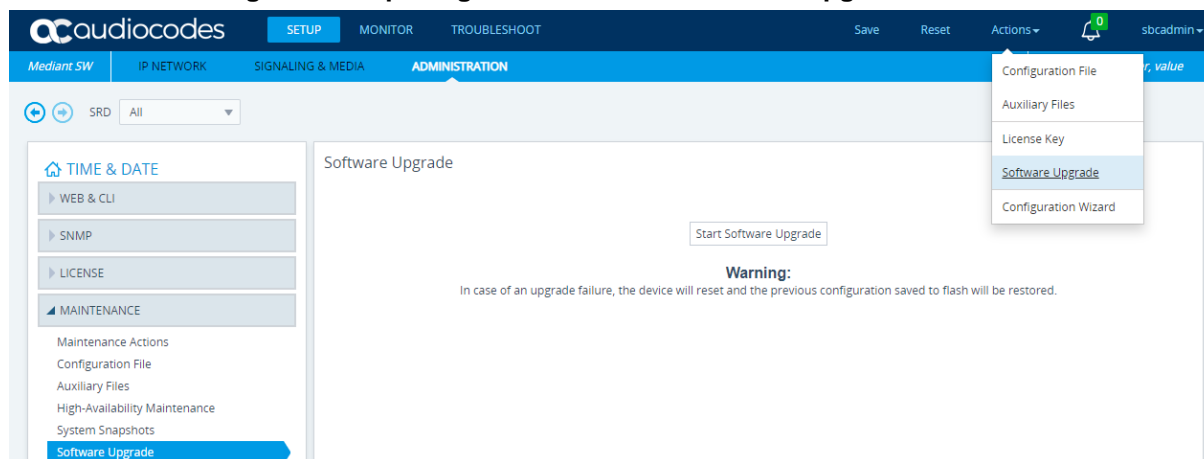 audiocodes SETUP MONITOR TROUBLESHOOT Save Reset Actions 0 sbcadmin
Mediant SW IP NETWORK SIGNALING & MEDIA ADMINISTRATION value
SRD All
Configuration File
Auxiliary Files
License Key
Software Upgrade
Configuration Wizard
TIME & DATE
WEB & CLI
SNMP
LICENSE
MAINTENANCE
Maintenance Actions
Configuration File
Auxiliary Files
High-Availability Maintenance
System Snapshots
Software Upgrade
Software Upgrade
Start Software Upgrade
Warning:
In case of an upgrade failure, the device will reset and the previous configuration saved to flash will be restored.